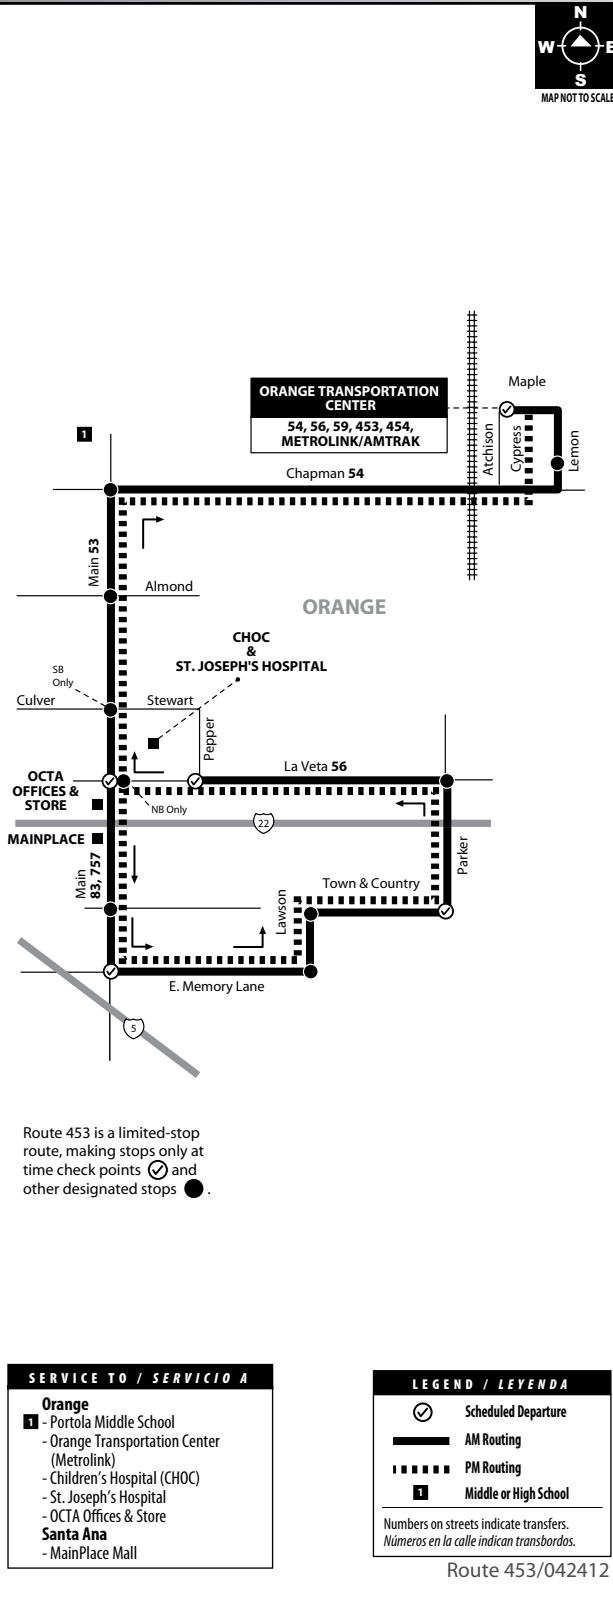 N
W
E
S
MAP NOT TO SCALE
Maple
ORANGE TRANSPORTATION
CENTER
54, 56, 59, 453, 454,
METROLINK/AMTRAK
Atchison
Cypress
Lemon
1
Chapman 54
Main 53
Almond
ORANGE
CHOC
&
ST. JOSEPH'S HOSPITAL
SB
Only
Culver
Stewart
Pepper
La Veta 56
OCTA
OFFICES &
STORE
NB Only
22
MAINPLACE
Parker
Main
83, 757
Town & Country
Lawson
E. Memory Lane
5
Route 453 is a limited-stop
route, making stops only at
time check points and
other designated stops .
SERVICE TO / SERVICIO A
Orange
1 - Portola Middle School
- Orange Transportation Center
(Metrolink)
- Children's Hospital (CHOC)
- St. Joseph's Hospital
- OCTA Offices & Store
Santa Ana
- MainPlace Mall
LEGEND / LEYENDA
Scheduled Departure
AM Routing
PM Routing
1 Middle or High School
Numbers on streets indicate transfers.
Números en la calle indican transbordos.
Route 453/042412